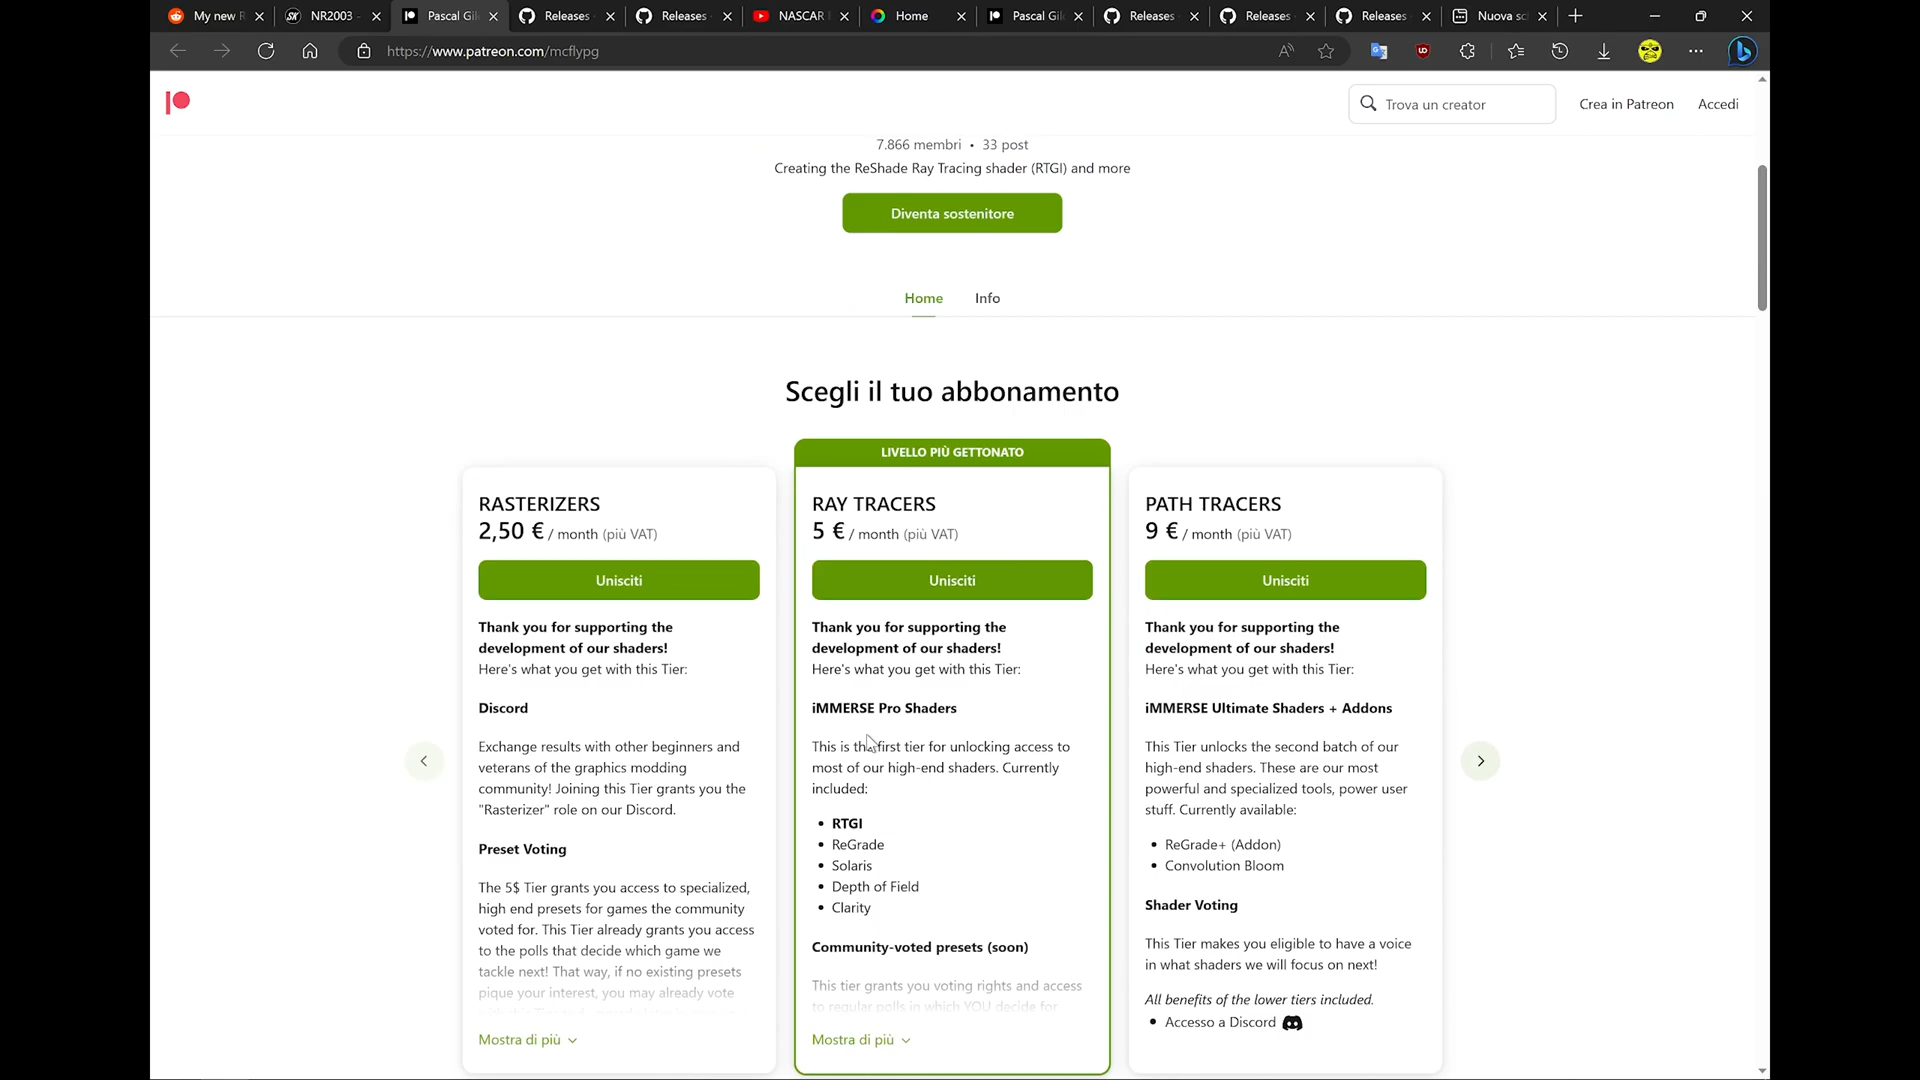 My new R
NR2003 -
Pascal Gil
Releases
Releases
NASCAR
Home
Pascal Gil
Releases
Releases
Releases
Nuova sc
https://www.patreon.com/mcflypg
Trova un creator
Crea in Patreon
Accedi
7.866 membri • 33 post
Creating the ReShade Ray Tracing shader (RTGI) and more
Diventa sostenitore
Home
Info
Scegli il tuo abbonamento
RASTERIZERS
2,50 € / month (più VAT)
Unisciti
Thank you for supporting the
development of our shaders!
Here's what you get with this Tier:
Discord
Exchange results with other beginners and
veterans of the graphics modding
community! Joining this Tier grants you the
"Rasterizer" role on our Discord.
Preset Voting
The 5$ Tier grants you access to specialized,
high end presets for games the community
voted for. This Tier already grants you access
to the polls that decide which game we
tackle next! That way, if no existing presets
pique your interest, you may already vote
Mostra di più
LIVELLO PIÙ GETTONATO
RAY TRACERS
5 € / month (più VAT)
Unisciti
Thank you for supporting the
development of our shaders!
Here's what you get with this Tier:
iMMERSE Pro Shaders
This is the first tier for unlocking access to
most of our high-end shaders. Currently
included:
• RTGI
• ReGrade
• Solaris
• Depth of Field
• Clarity
Community-voted presets (soon)
This tier grants you voting rights and access
to regular polls in which YOU decide for
Mostra di più
PATH TRACERS
9 € / month (più VAT)
Unisciti
Thank you for supporting the
development of our shaders!
Here's what you get with this Tier:
iMMERSE Ultimate Shaders + Addons
This Tier unlocks the second batch of our
high-end shaders. These are our most
powerful and specialized tools, power user
stuff. Currently available:
• ReGrade+ (Addon)
• Convolution Bloom
Shader Voting
This Tier makes you eligible to have a voice
in what shaders we will focus on next!
All benefits of the lower tiers included.
• Accesso a Discord